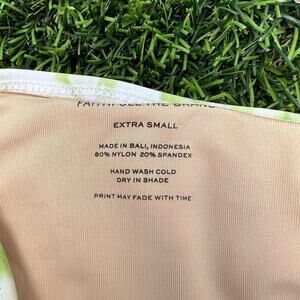 FAITHFULL THE BRAND
EXTRA SMALL
MADE IN BALI, INDONESIA
80% NYLON 20% SPANDEX
HAND WASH COLD
DRY IN SHADE
PRINT MAY FADE WITH TIME